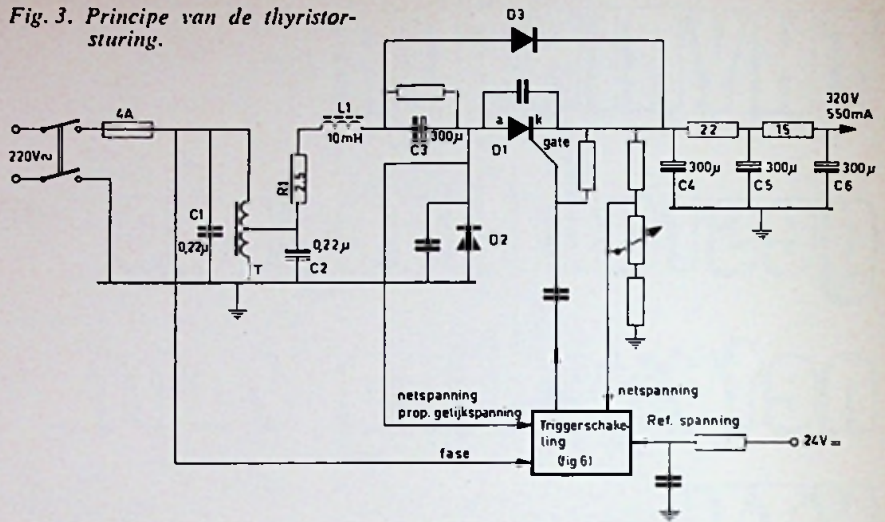 Fig. 3. Principe van de thyristor-
sturing.
D3
4A
L1
10mH
300µ
C3
a
k
D1
gate
22
15
320V
550mA
220V~
R1
2,5
C1
0,22µ
T
0,22µ
C2
D2
300µ
C4
300µ
C5
300µ
C6
netspanning
prop. gelijkspanning
netspanning
fase
Triggerschake-
ling
(fig 6)
Ref. spanning
24V=